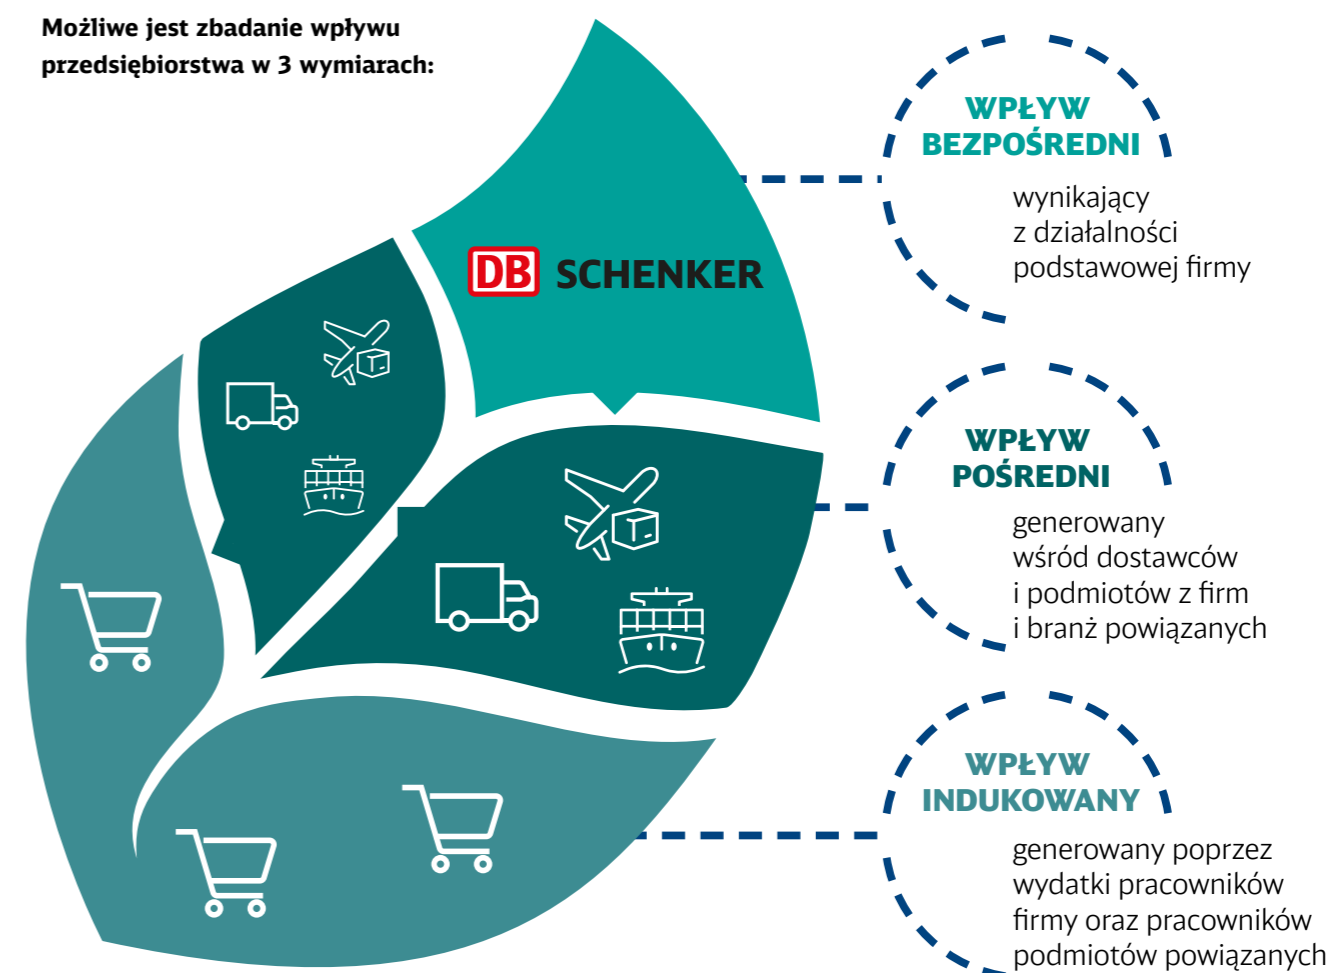 Możliwe jest zbadanie wpływu
przedsiębiorstwa w 3 wymiarach:
DB SCHENKER
WPŁYW
BEZPOŚREDNI
wynikający
z działalności
podstawowej firmy
WPŁYW
POŚREDNI
generowany
wśród dostawców
i podmiotów z firm
i branż powiązanych
WPŁYW
INDUKOWANY
generowany poprzez
wydatki pracowników
firmy oraz pracowników
podmiotów powiązanych